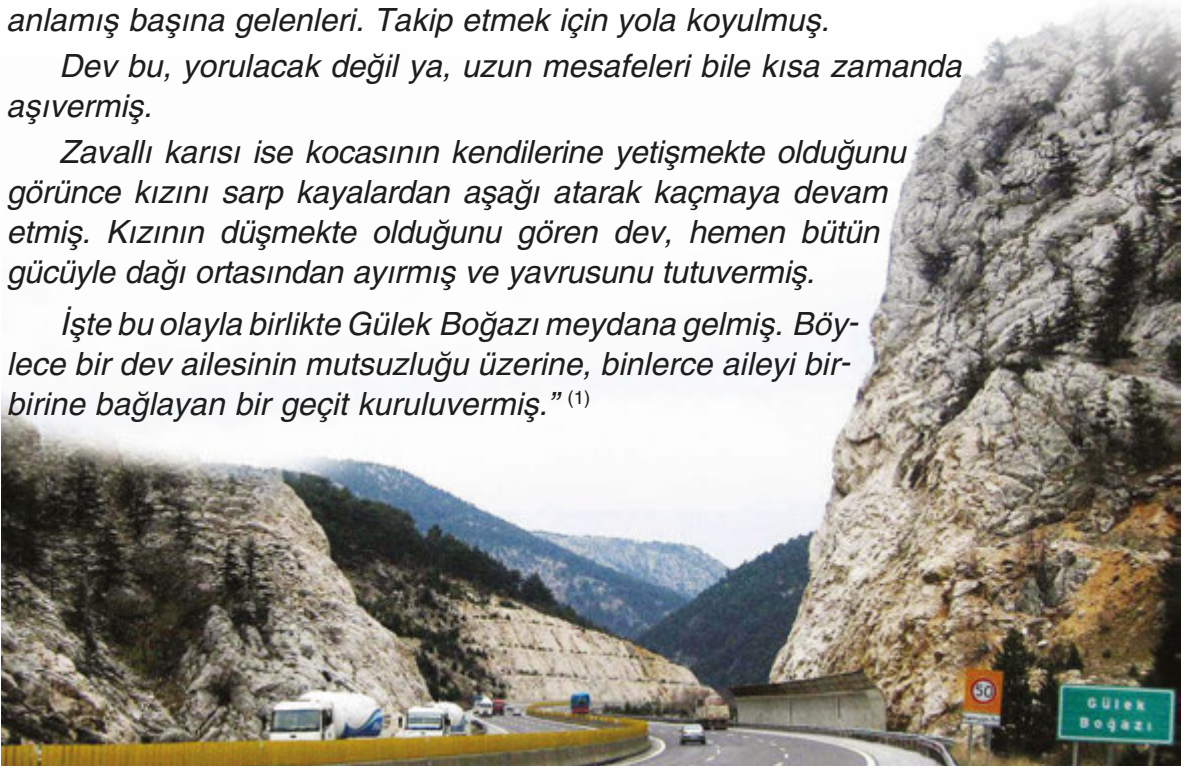 anlamış başına gelenleri. Takip etmek için yola koyulmuş.
Dev bu, yorulacak değil ya, uzun mesafeleri bile kısa zamanda
aşıvermiş.
Zavallı karısı ise kocasının kendilerine yetişmekte olduğunu
görünce kızını sarp kayalardan aşağı atarak kaçmaya devam
etmiş. Kızının düşmekte olduğunu gören dev, hemen bütün
gücüyle dağı ortasından ayırmış ve yavrusunu tutuvermiş.
İşte bu olayla birlikte Gülek Boğazı meydana gelmiş. Böy-
lece bir dev ailesinin mutsuzluğu üzerine, binlerce aileyi bir-
birine bağlayan bir geçit kuruluvermiş.” (1)
50
Gülek
Boğazı